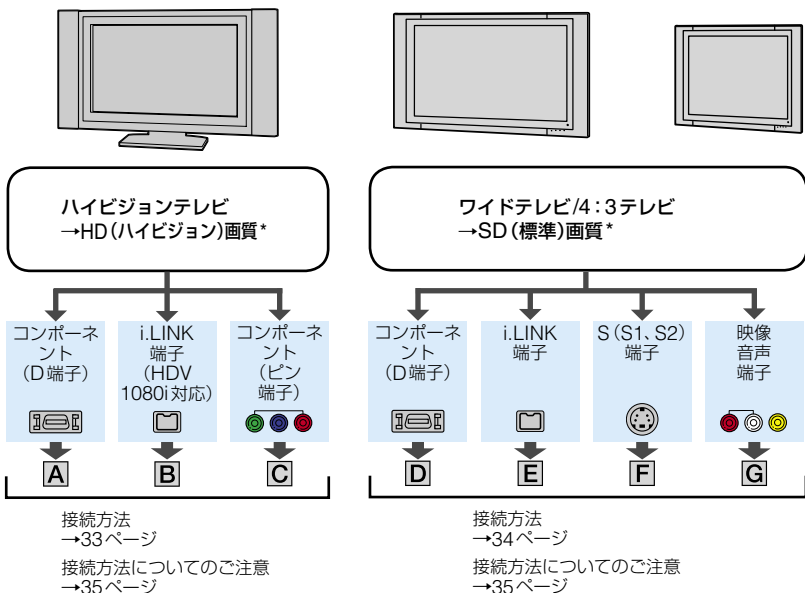 ハイビジョンテレビ
→HD(ハイビジョン)画質*
コンポーネ
ント
(D端子)
i.LINK
端子
(HDV
1080i対応)
コンポーネ
ント
(ピン
端子)
A
B
C
接続方法
→33ページ
接続方法についてのご注意
→35ページ
ワイドテレビ/4:3テレビ
→SD(標準)画質*
コンポーネ
ント
(D端子)
i.LINK
端子
S(S1、S2)
端子
映像
音声
端子
D
E
F
G
接続方法
→34ページ
接続方法についてのご注意
→35ページ